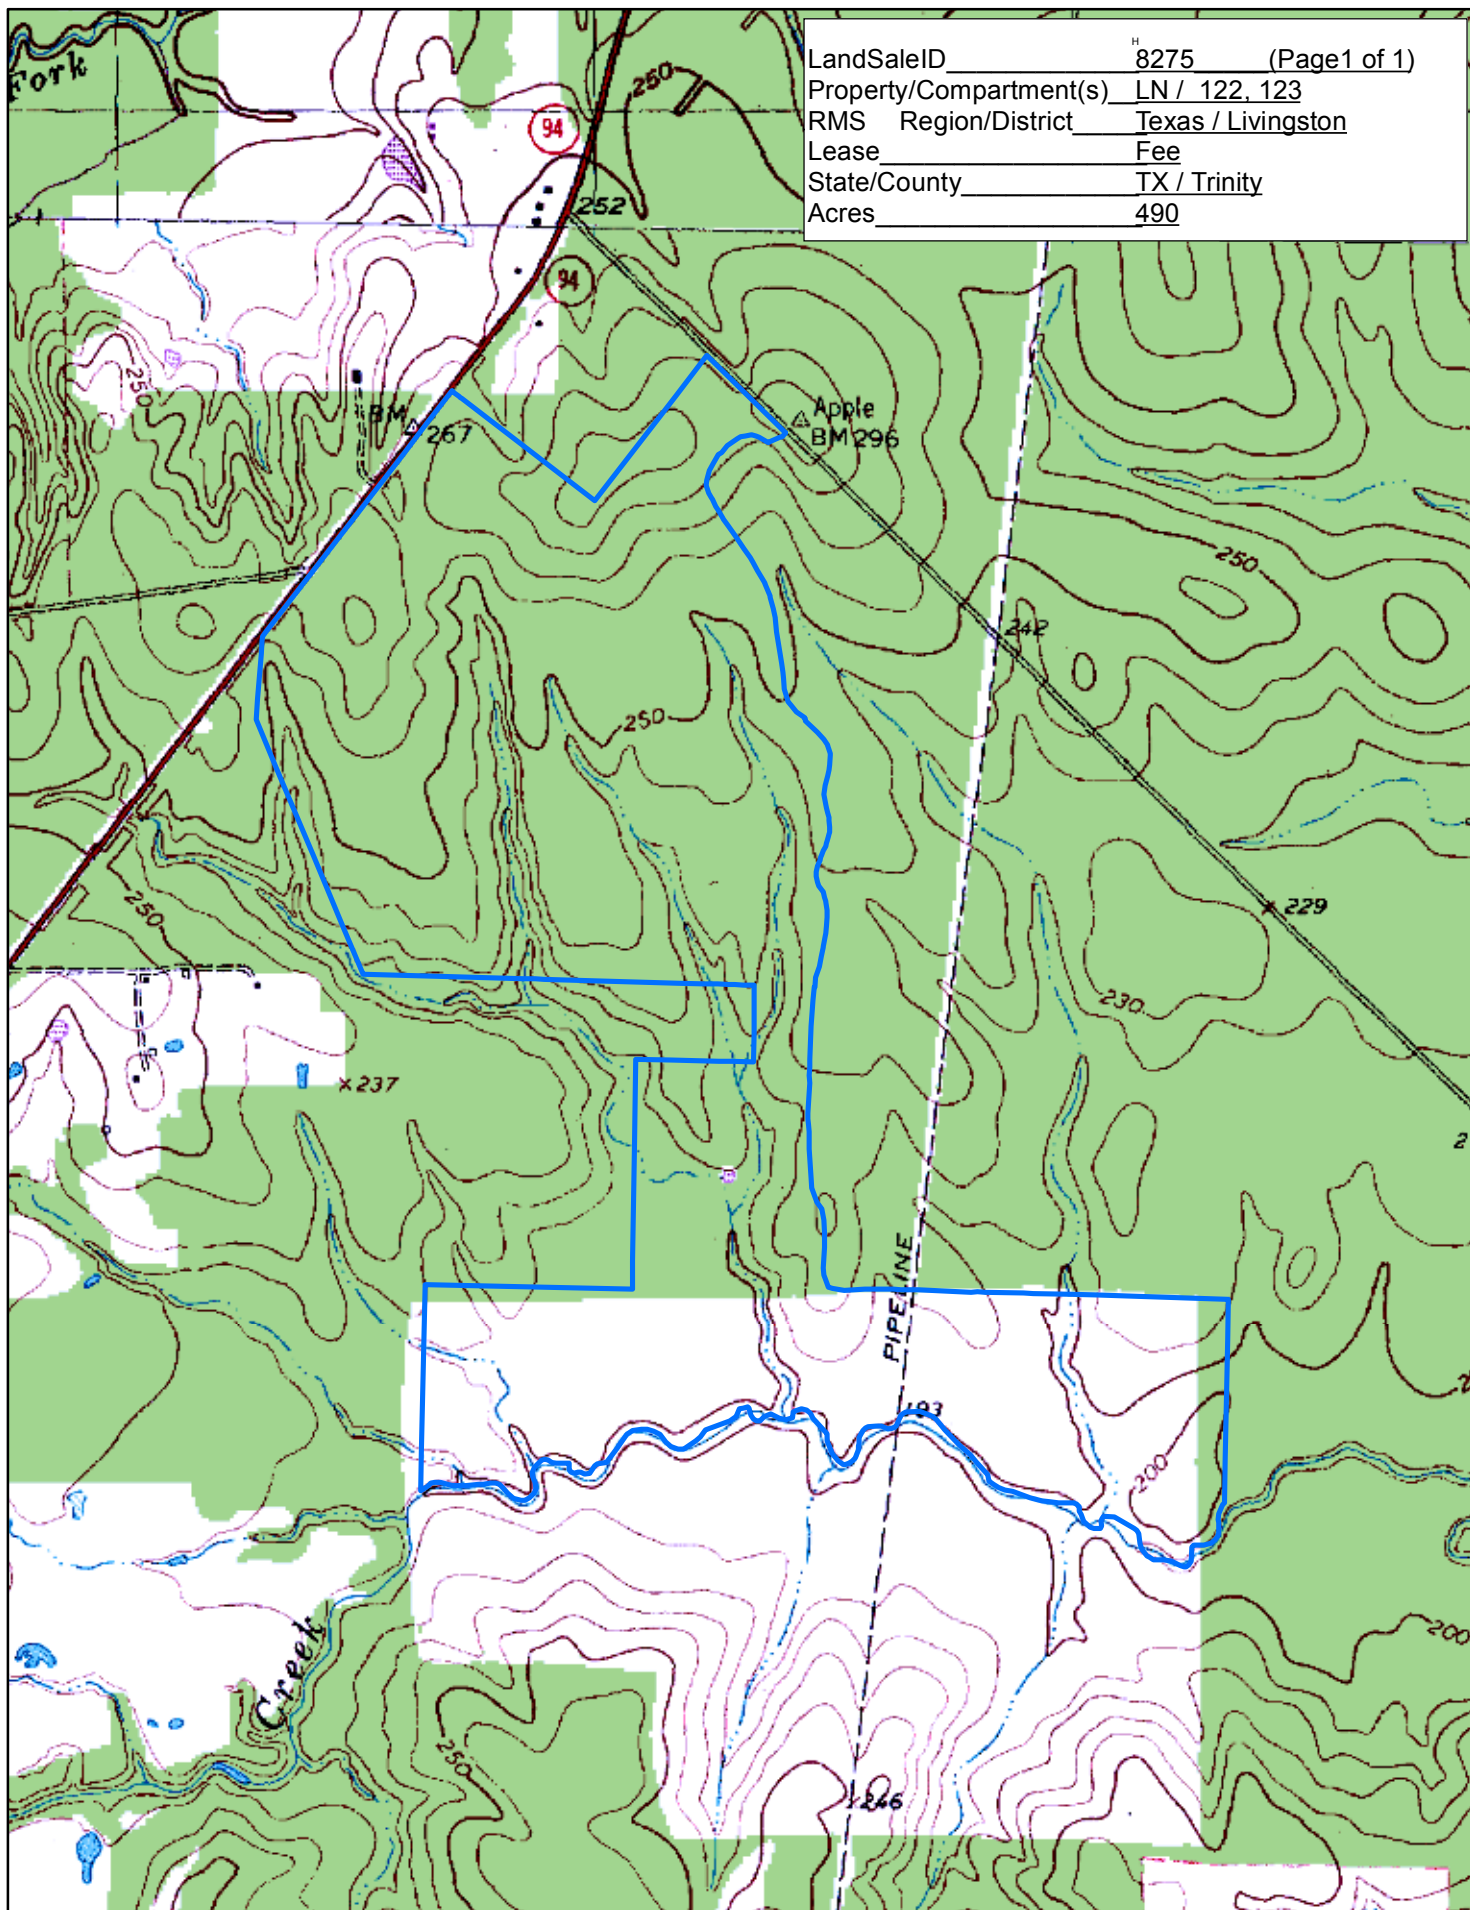 LandSaleID H 8275 (Page1 of 1)
Property/Compartment(s) LN / 122, 123
RMS Region/District Texas / Livingston
Lease Fee
State/County TX / Trinity
Acres 490
Fork
250
94
252
94
250
BM
267
Apple
BM 296
250
242
250
250
229
230
237
2
PIPELINE
193
200
200
Creek
250
246